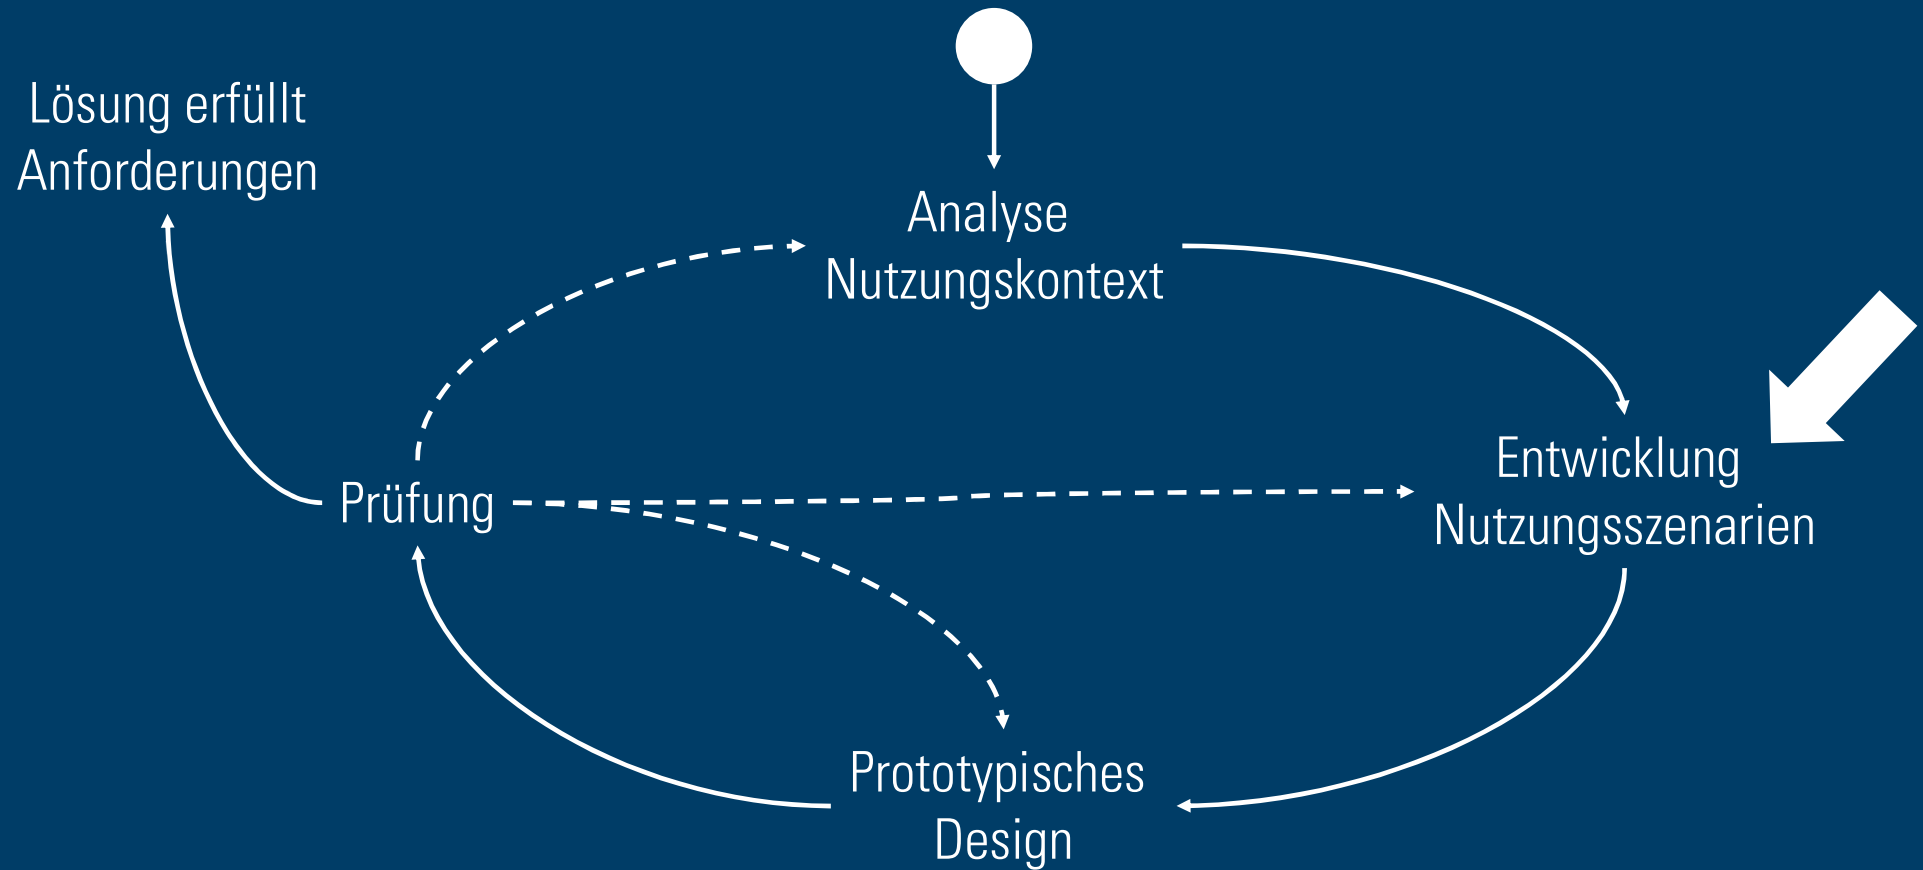 Lösung erfüllt
Anforderungen
Analyse
Nutzungskontext
Entwicklung
Nutzungsszenarien
Prüfung
Prototypisches
Design